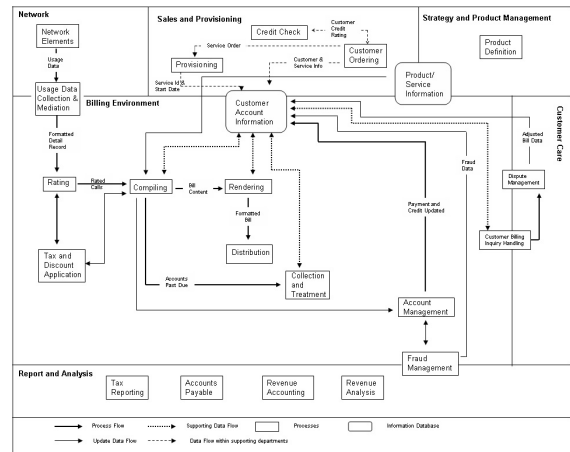 Network
Sales and Provisioning
Strategy and Product Management
Network
Elements
Usage
Data
Usage Data
Collection &
Mediation
Formatted
Detail
Record
Rating
Rated
Calls
Tax and
Discount
Application
Credit Check
Customer
Credit
Rating
Service Order
Provisioning
Customer
Ordering
Customer &
Service Info
Service Id &
Start Date
Product
Definition
Product/
Service
Information
Billing Environment
Customer
Account
Information
Customer Care
Adjusted
Bill Data
Fraud
Data
Dispute
Management
Compiling
Bill
Content
Rendering
Formatted
Bill
Distribution
Payment and
Credit Updated
Customer Billing
Inquiry Handling
Accounts
Past Due
Collection
and
Treatment
Account
Management
Fraud
Management
Report and Analysis
Tax
Reporting
Accounts
Payable
Revenue
Accounting
Revenue
Analysis
Process Flow
Supporting Data Flow
Processes
Information Database
Update Data Flow
Data Flow within supporting departments